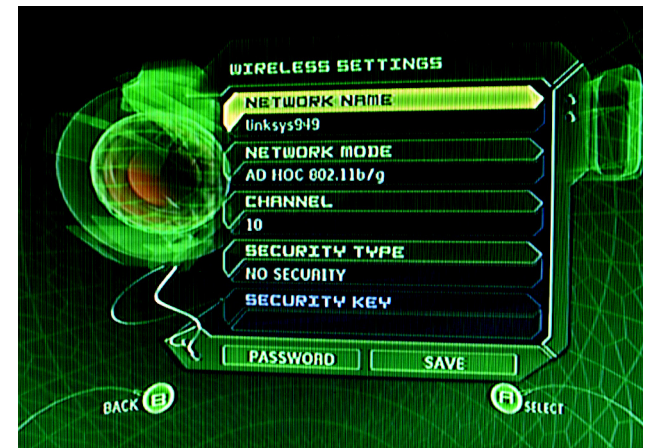 WIRELESS SETTINGS
NETWORK NAME
linksys949
NETWORK MODE
AD HOC 802.11b/g
CHANNEL
10
SECURITY TYPE
NO SECURITY
SECURITY KEY
PASSWORD SAVE
BACK B
A SELECT